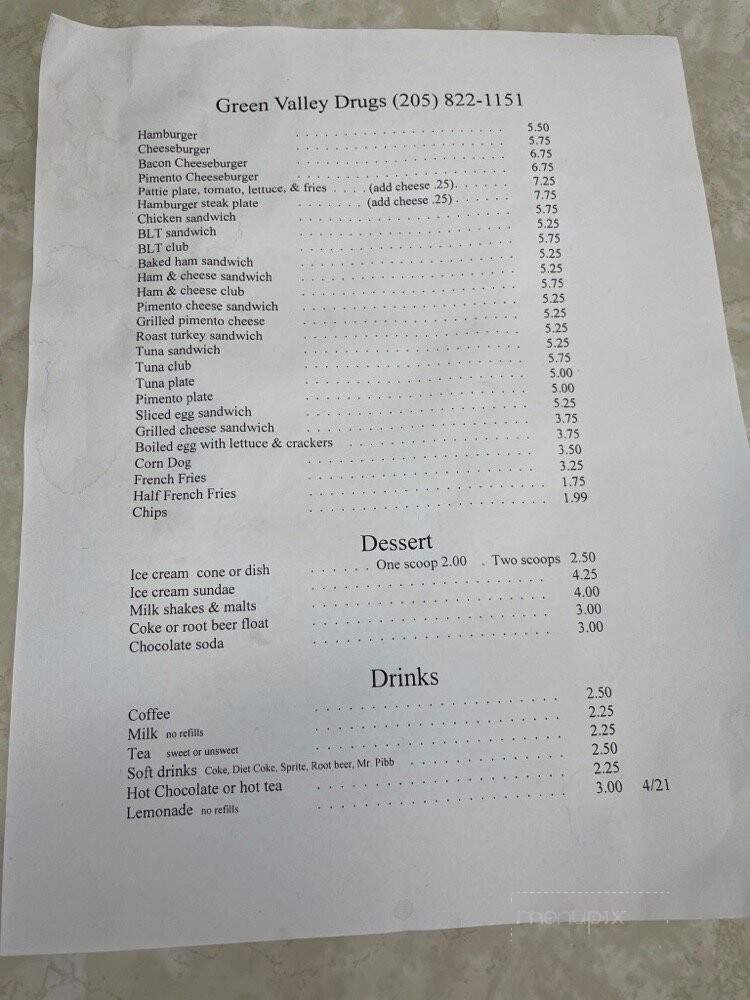 Green Valley Drugs (205) 822-1151
Hamburger . . . . . . . . . . . . . . . . . . . . 5.50
Cheeseburger . . . . . . . . . . . . . . . . . . . . 5.75
Bacon Cheeseburger . . . . . . . . . . . . . . . . . . . . 6.75
Pimento Cheeseburger . . . . . . . . . . . . . . . . . . . . 6.75
Pattie plate, tomato, lettuce, & fries . . . . (add cheese .25). . . . . . 7.25
Hamburger steak plate . . . . . . . (add cheese .25) . . . . . . 7.75
Chicken sandwich . . . . . . . . . . . . . . . . . . . . 5.75
BLT sandwich . . . . . . . . . . . . . . . . . . . . 5.25
BLT club . . . . . . . . . . . . . . . . . . . . 5.75
Baked ham sandwich . . . . . . . . . . . . . . . . . . . . 5.25
Ham & cheese sandwich . . . . . . . . . . . . . . . . . . . . 5.25
Ham & cheese club . . . . . . . . . . . . . . . . . . . . 5.75
Pimento cheese sandwich . . . . . . . . . . . . . . . . . . . . 5.25
Grilled pimento cheese . . . . . . . . . . . . . . . . . . . . 5.25
Roast turkey sandwich . . . . . . . . . . . . . . . . . . . . 5.25
Tuna sandwich . . . . . . . . . . . . . . . . . . . . 5.25
Tuna club . . . . . . . . . . . . . . . . . . . . 5.75
Tuna plate . . . . . . . . . . . . . . . . . . . . 5.00
Pimento plate . . . . . . . . . . . . . . . . . . . . 5.00
Sliced egg sandwich . . . . . . . . . . . . . . . . . . . . 5.25
Grilled cheese sandwich . . . . . . . . . . . . . . . . . . . . 3.75
Boiled egg with lettuce & crackers . . . . . . . . . . . . . . . . 3.75
Corn Dog . . . . . . . . . . . . . . . . . . . . 3.50
French Fries . . . . . . . . . . . . . . . . . . . . 3.25
Half French Fries . . . . . . . . . . . . . . . . . . . . 1.75
Chips . . . . . . . . . . . . . . . . . . . . 1.99
Dessert
Ice cream cone or dish . . . . . . One scoop 2.00 . Two scoops 2.50
Ice cream sundae . . . . . . . . . . . . . . . . . . . . 4.25
Milk shakes & malts . . . . . . . . . . . . . . . . . . . . 4.00
Coke or root beer float . . . . . . . . . . . . . . . . . . . . 3.00
Chocolate soda . . . . . . . . . . . . . . . . . . . . 3.00
Drinks
Coffee . . . . . . . . . . . . . . . . . . . . 2.50
Milk no refills . . . . . . . . . . . . . . . . . . . . 2.25
Tea sweet or unsweet . . . . . . . . . . . . . . . . . . . . 2.25
Soft drinks Coke, Diet Coke, Sprite, Root beer, Mr. Pibb . . . . . . . . . . . . 2.50
Hot Chocolate or hot tea . . . . . . . . . . . . . . . . . . . . 2.25
Lemonade no refills . . . . . . . . . . . . . . . . . . . . 3.00 4/21
menupix